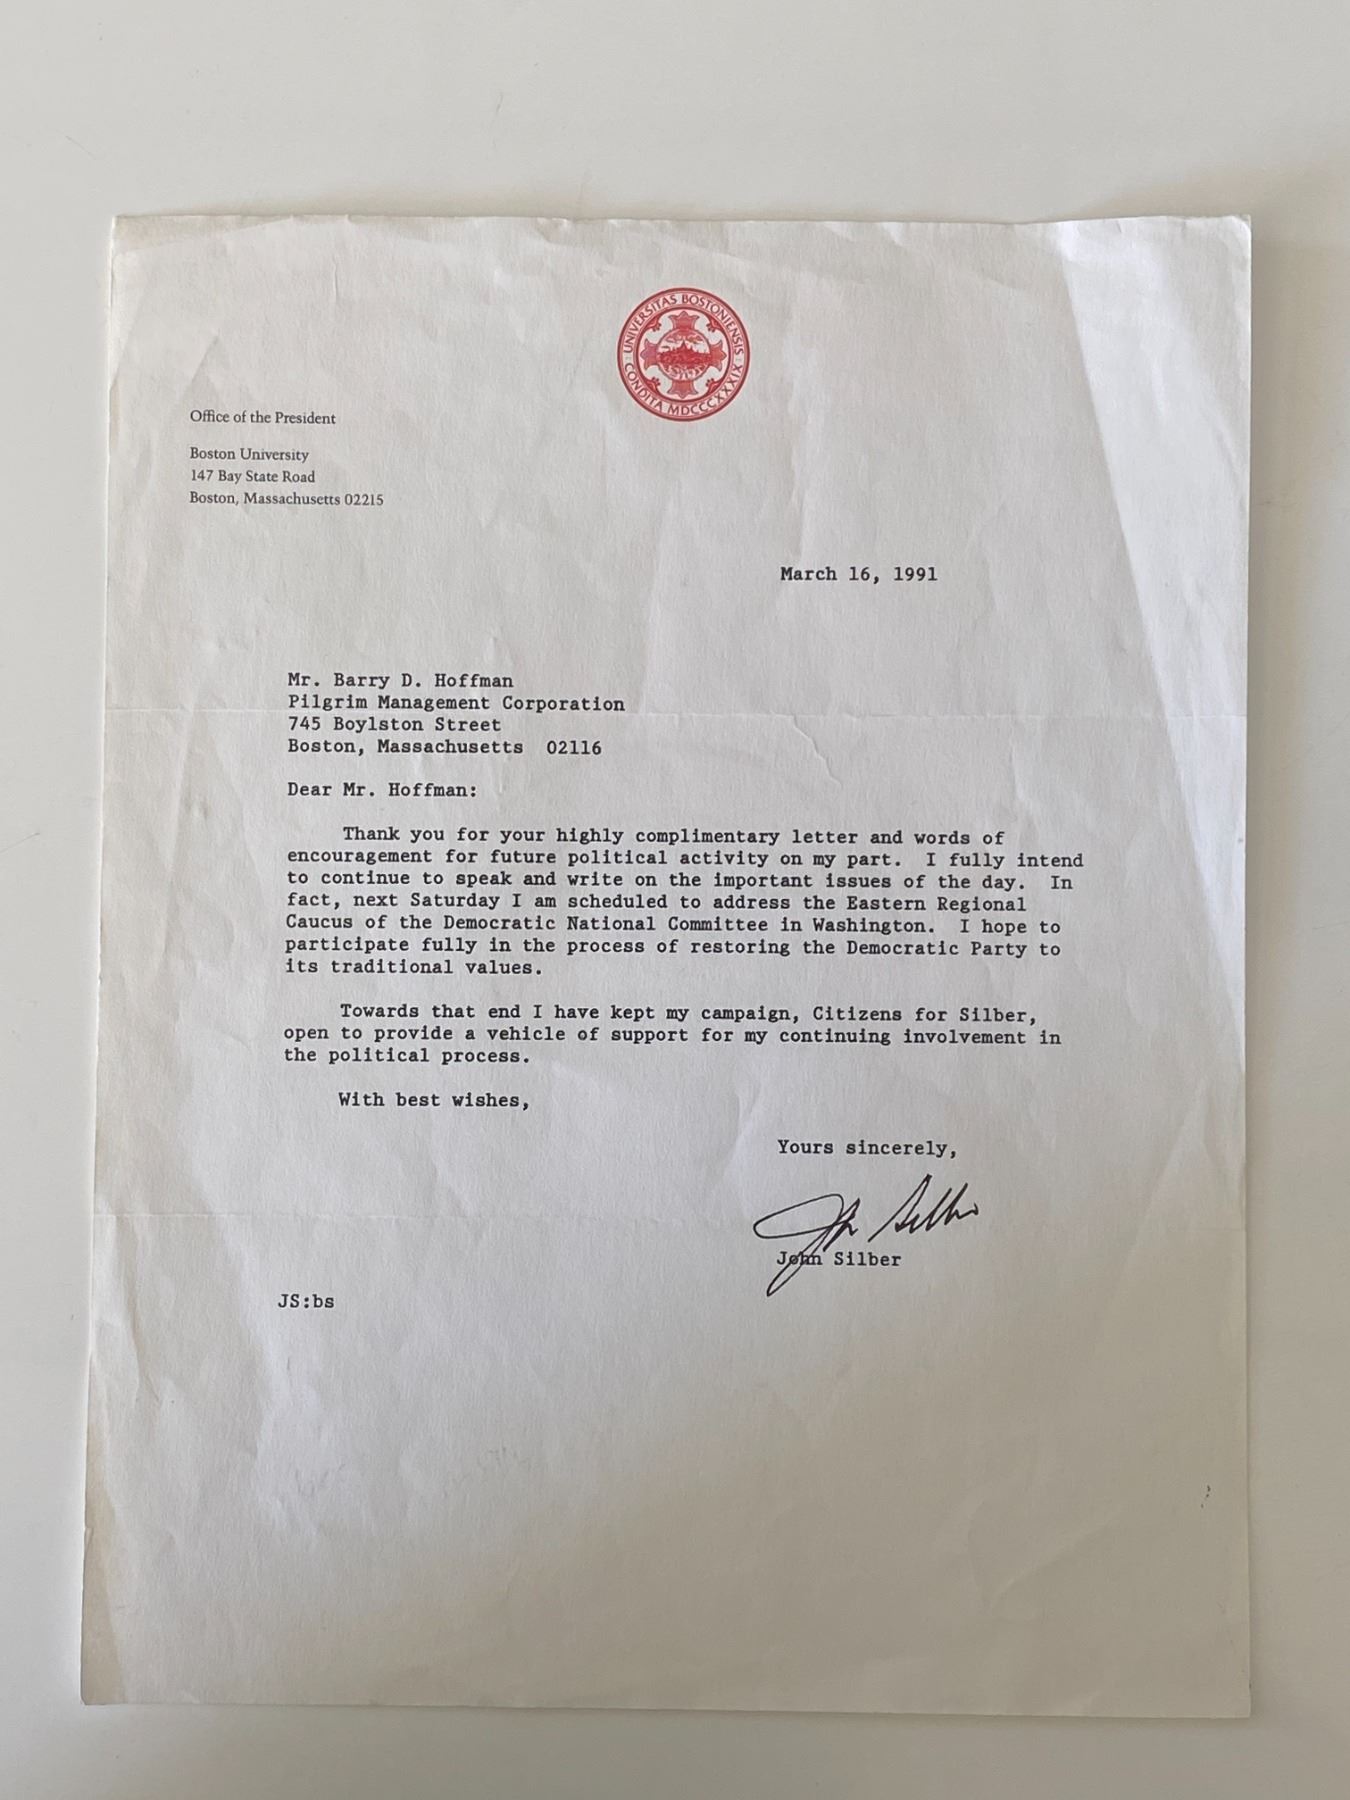 UNIVERSITAS BOSTONIENSIS
CONDITA MDCCCXXXIX
Office of the President
Boston University
147 Bay State Road
Boston, Massachusetts 02215
March 16, 1991
Mr. Barry D. Hoffman
Pilgrim Management Corporation
745 Boylston Street
Boston, Massachusetts 02116
Dear Mr. Hoffman:
Thank you for your highly complimentary letter and words of
encouragement for future political activity on my part. I fully intend
to continue to speak and write on the important issues of the day. In
fact, next Saturday I am scheduled to address the Eastern Regional
Caucus of the Democratic National Committee in Washington. I hope to
participate fully in the process of restoring the Democratic Party to
its traditional values.
Towards that end I have kept my campaign, Citizens for Silber,
open to provide a vehicle of support for my continuing involvement in
the political process.
With best wishes,
Yours sincerely,
John Silber
John Silber
JS:bs